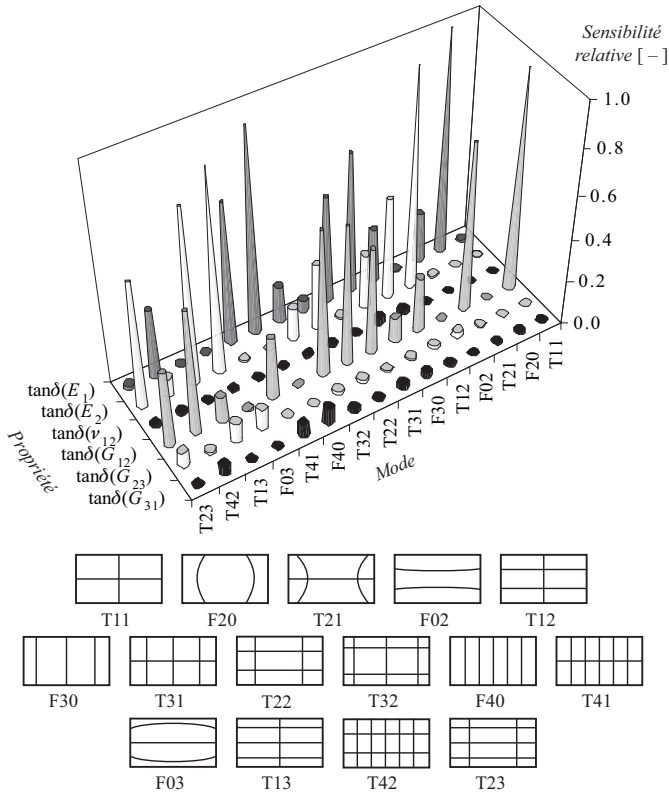 Sensibilité
relative [ – ]
1.0
0.8
0.6
0.4
0.2
0.0
tanδ(E1)
tanδ(E2)
tanδ(ν12)
tanδ(G12)
tanδ(G23)
tanδ(G31)
Propriété
Mode
T23
T42
T13
F03
T41
F40
T32
T22
T31
F30
T12
F02
T21
F20
T11
T11 F20 T21 F02 T12
F30 T31 T22 T32 F40 T41
F03 T13 T42 T23